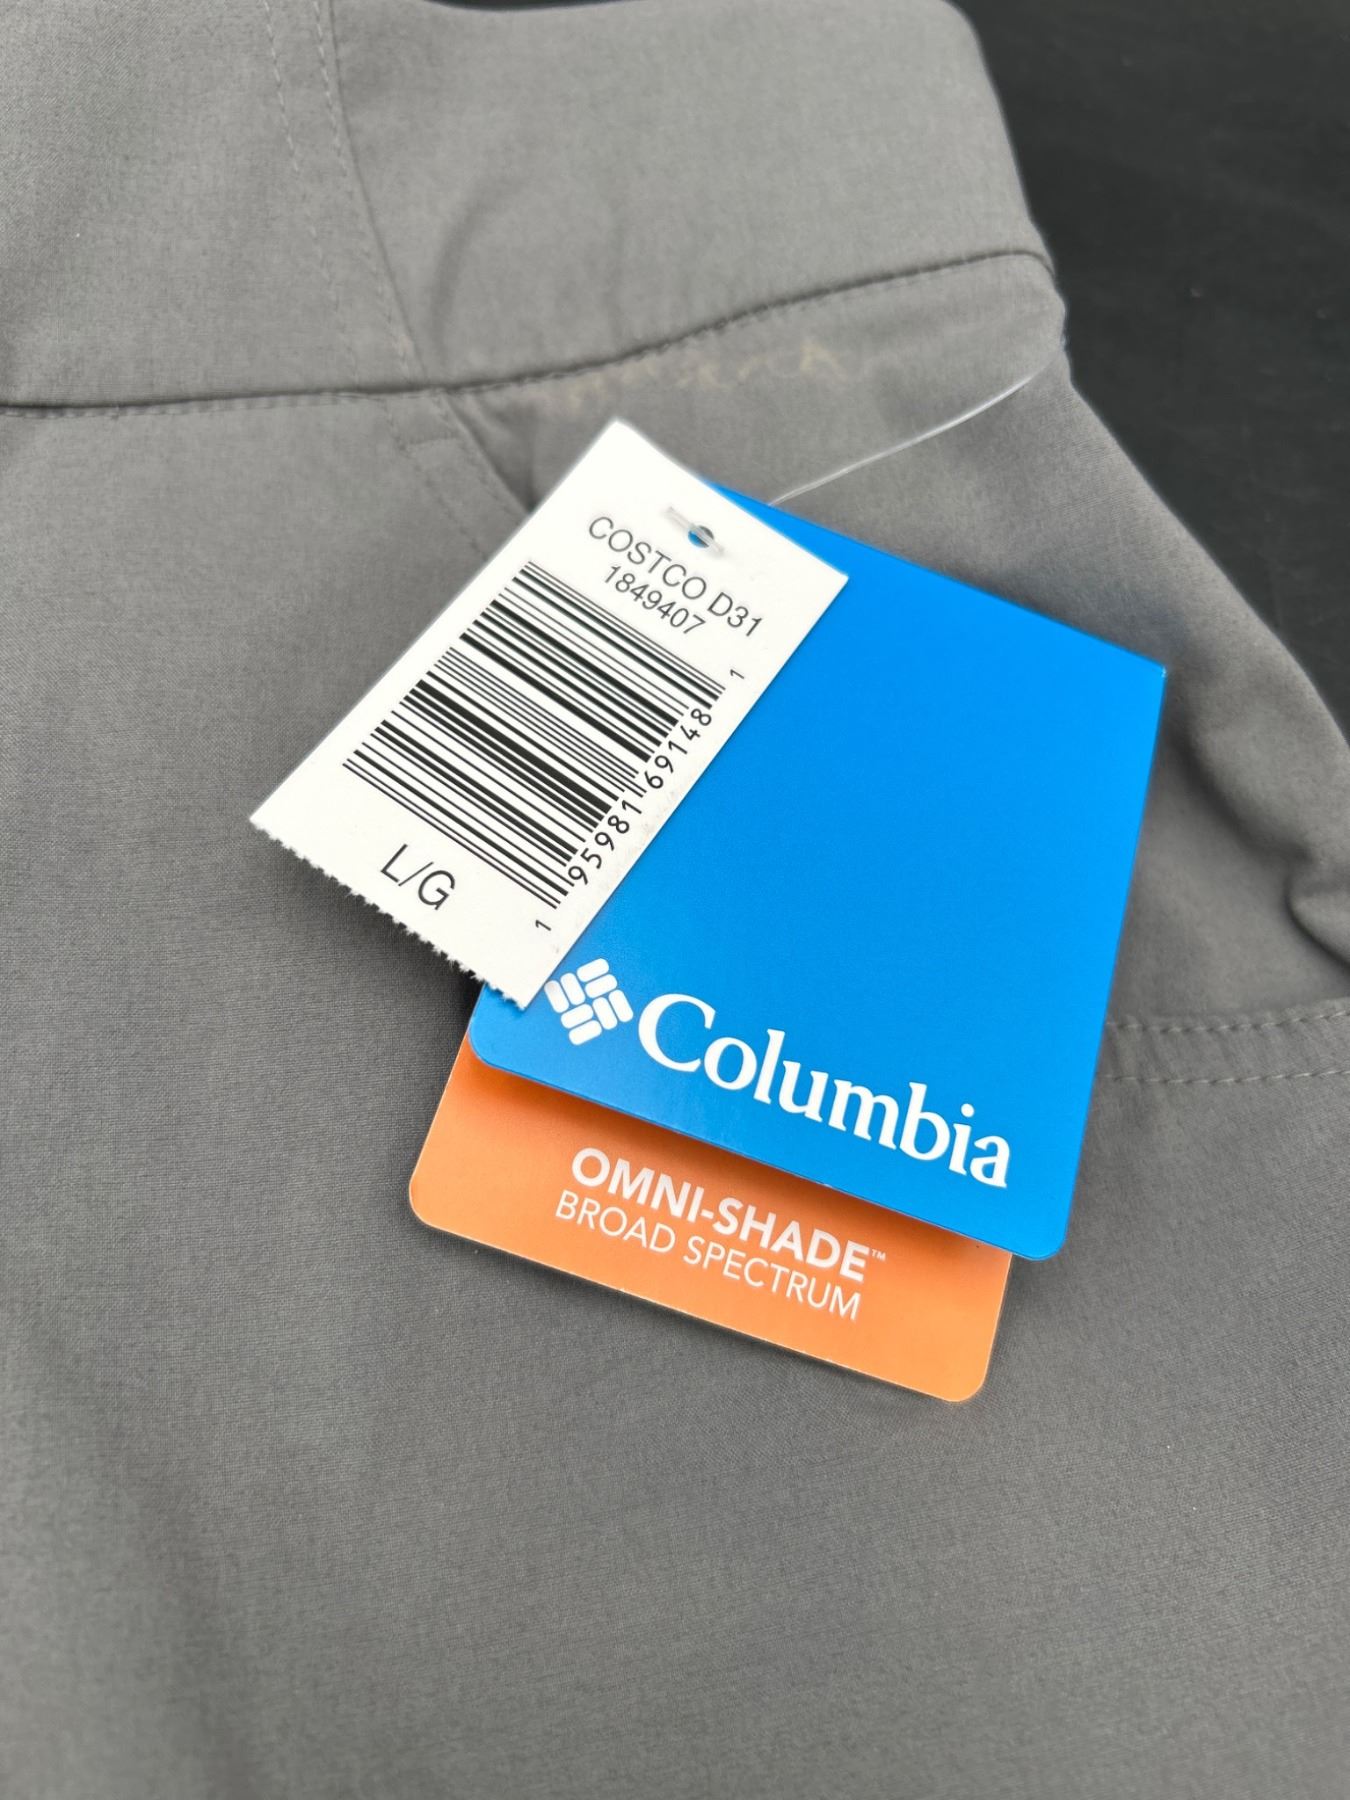 COSTCO D31
1849407
1 95981 69148 1
L/G
Columbia
OMNI-SHADE™
BROAD SPECTRUM